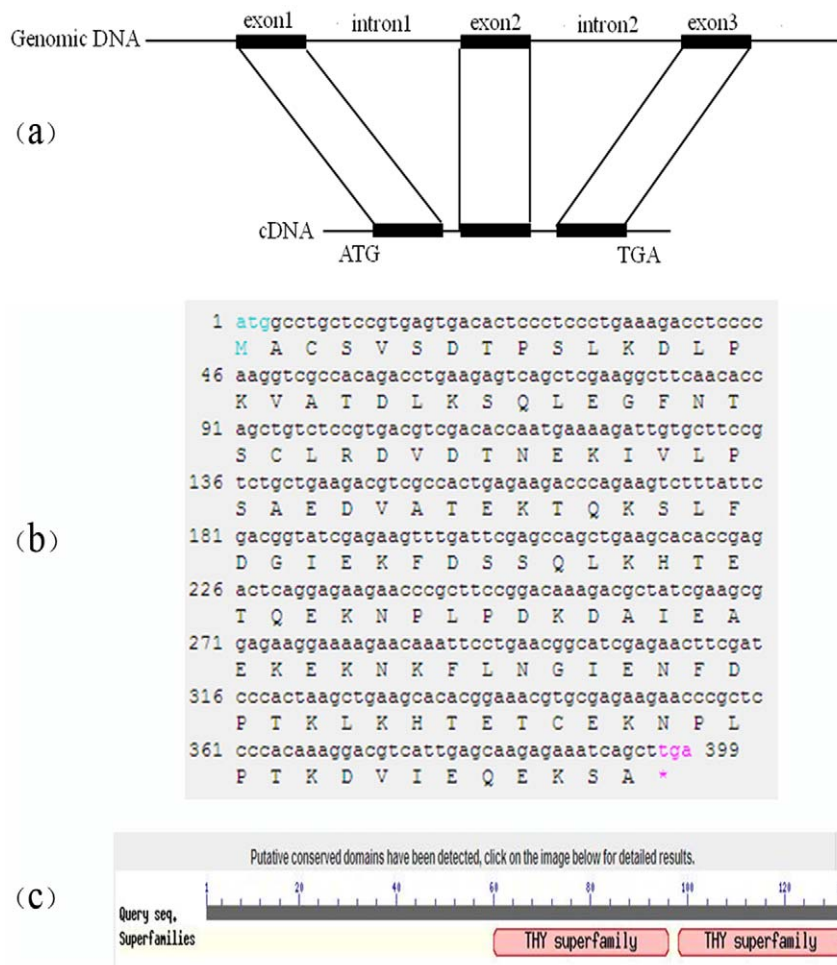 exon1 intron1 exon2 intron2 exon3
Genomic DNA
(a)
cDNA
ATG TGA
(b)
1 atggcctgctccgtgagtgacactccctccctgaaagacctcccc
M A C S V S D T P S L K D L P
46 aaggtcgccacagacctgaagagtcagctcgaaggcttcaacacc
K V A T D L K S Q L E G F N T
91 agctgtctccgtgacgtcgacaccaatgaaaagattgtgcttccg
S C L R D V D T N E K I V L P
136 tctgctgaagacgtcgccactgagaagacccagaagtctttattc
S A E D V A T E K T Q K S L F
181 gacggtatcgagaagtttgattcgagccagctgaagcacaccgag
D G I E K F D S S Q L K H T E
226 actcaggagaagaacccgcttccggacaaagacgctatcgaagcg
T Q E K N P L P D K D A I E A
271 gagaaggaaaagaacaaattcctgaacggcatcgagaacttcgat
E K E K N K F L N G I E N F D
316 cccactaagctgaagcacacggaaacgtgcgagaagaacccgctc
P T K L K H T E T C E K N P L
361 cccacaaaggacgtcattgagcaagagaaatcagcttga 399
P T K D V I E Q E K S A *
(c)
Putative conserved domains have been detected, click on the image below for detailed results.
1 20 40 60 80 100 120
Query seq.
Superfamilies THY superfamily THY superfamily